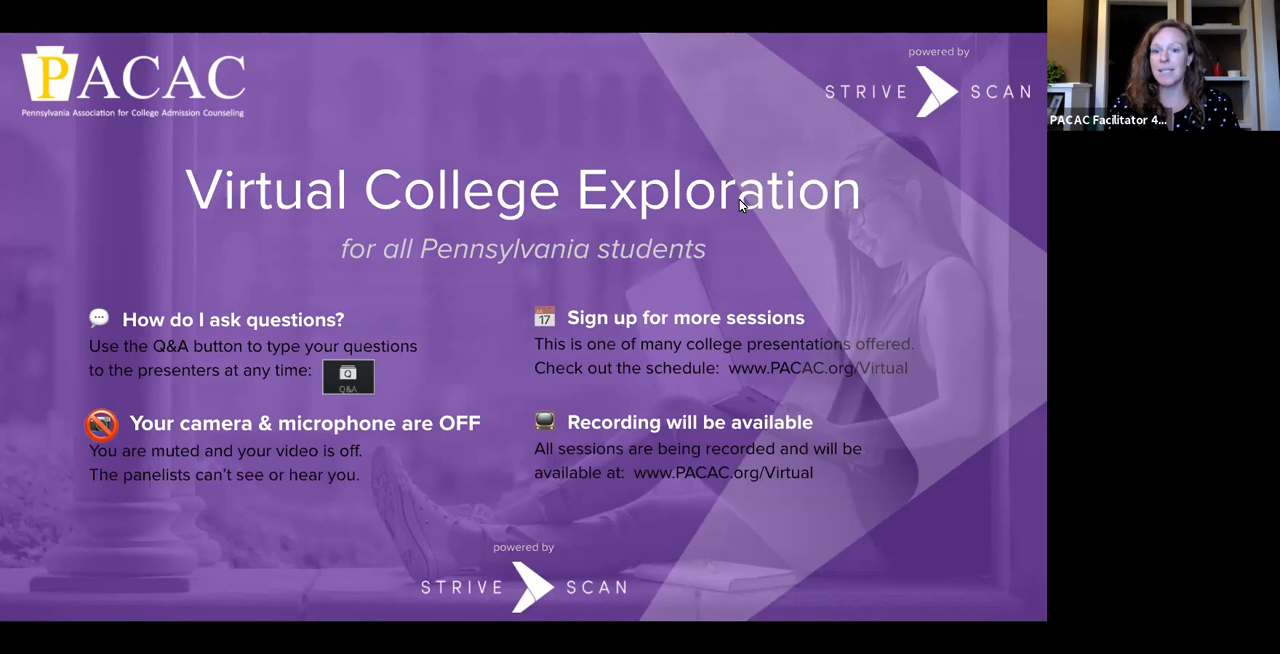 PACAC
Pennsylvania Association for College Admission Counseling
powered by
STRIVE SCAN
PACAC Facilitator 4...
Virtual College Exploration
for all Pennsylvania students
How do I ask questions?
Use the Q&A button to type your questions
to the presenters at any time:
Q&A
Your camera & microphone are OFF
You are muted and your video is off.
The panelists can't see or hear you.
17
Sign up for more sessions
This is one of many college presentations offered.
Check out the schedule: www.PACAC.org/Virtual
Recording will be available
All sessions are being recorded and will be
available at: www.PACAC.org/Virtual
powered by
STRIVE SCAN